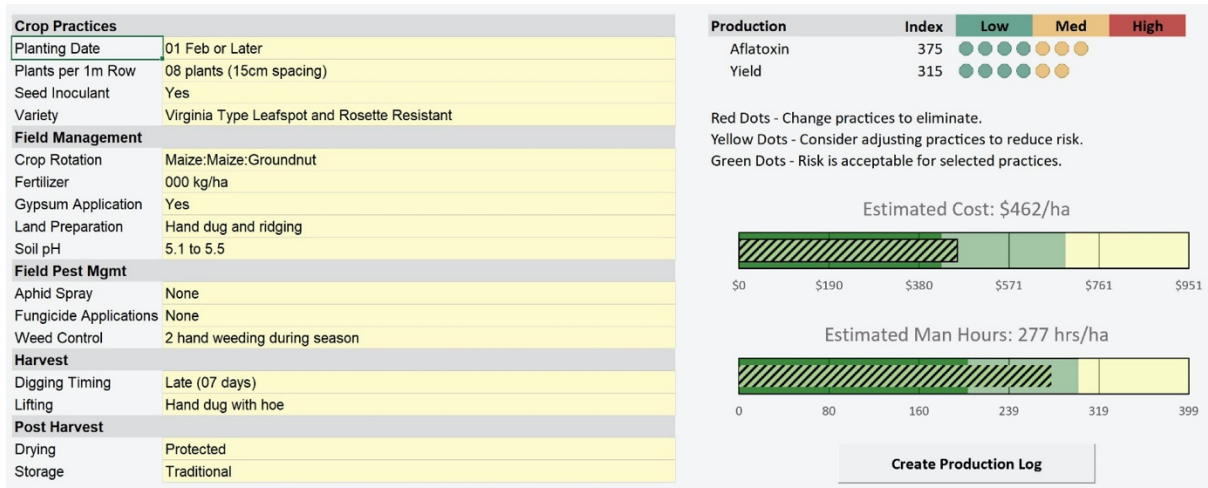 Crop Practices
Planting Date 01 Feb or Later
Plants per 1m Row 08 plants (15cm spacing)
Seed Inoculant Yes
Variety Virginia Type Leafspot and Rosette Resistant
Field Management
Crop Rotation Maize:Maize:Groundnut
Fertilizer 000 kg/ha
Gypsum Application Yes
Land Preparation Hand dug and ridging
Soil pH 5.1 to 5.5
Field Pest Mgmt
Aphid Spray None
Fungicide Applications None
Weed Control 2 hand weeding during season
Harvest
Digging Timing Late (07 days)
Lifting Hand dug with hoe
Post Harvest
Drying Protected
Storage Traditional
Production Index Low Med High
Aflatoxin 375
Yield 315
Red Dots - Change practices to eliminate.
Yellow Dots - Consider adjusting practices to reduce risk.
Green Dots - Risk is acceptable for selected practices.
Estimated Cost: $462/ha
$0 $190 $380 $571 $761 $951
Estimated Man Hours: 277 hrs/ha
0 80 160 239 319 399
Create Production Log